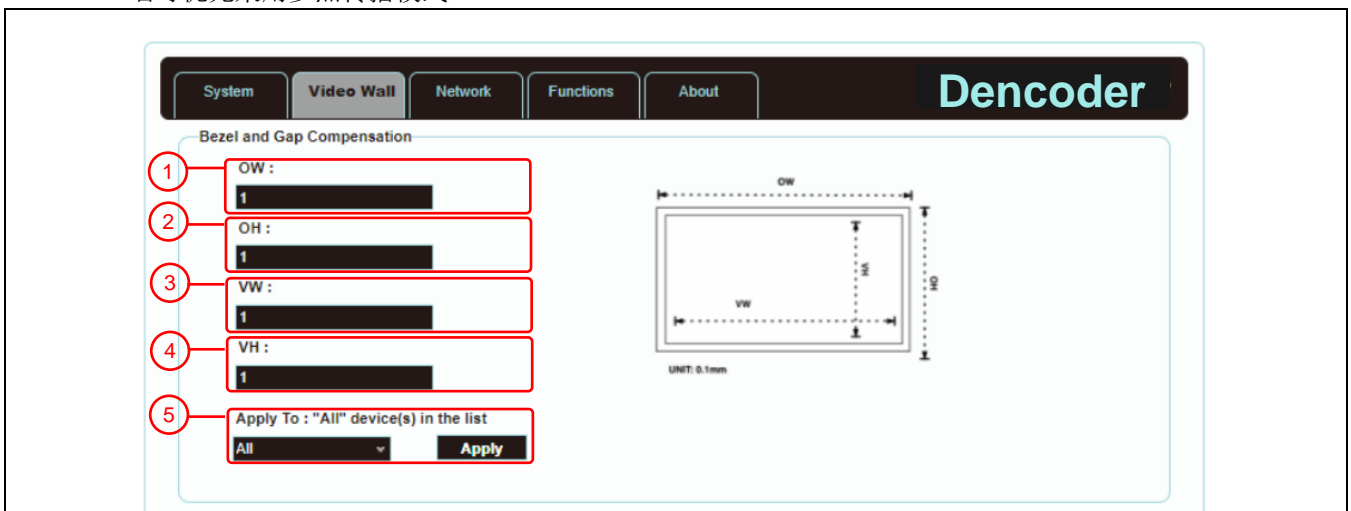 System
Video Wall
Network
Functions
About
Dencoder
Bezel and Gap Compensation
1
OW :
1
2
OH :
1
3
VW :
1
4
VH :
1
5
Apply To : "All" device(s) in the list
All
Apply
OW
VH
OH
VW
UNIT: 0.1mm